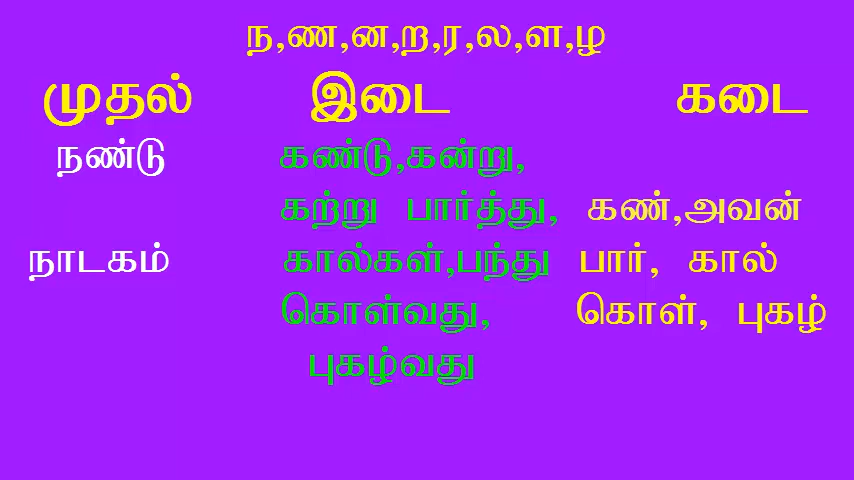 ந,ண,ன,ற,ர,ல,ள,ழ
முதல் இடை கடை
நண்டு கண்டு,கன்று,
கற்று பார்த்து, கண்,அவன்
நாடகம் கால்கள்,பந்து பார், கால்
கொள்வது, கொள், புகழ்
புகழ்வது